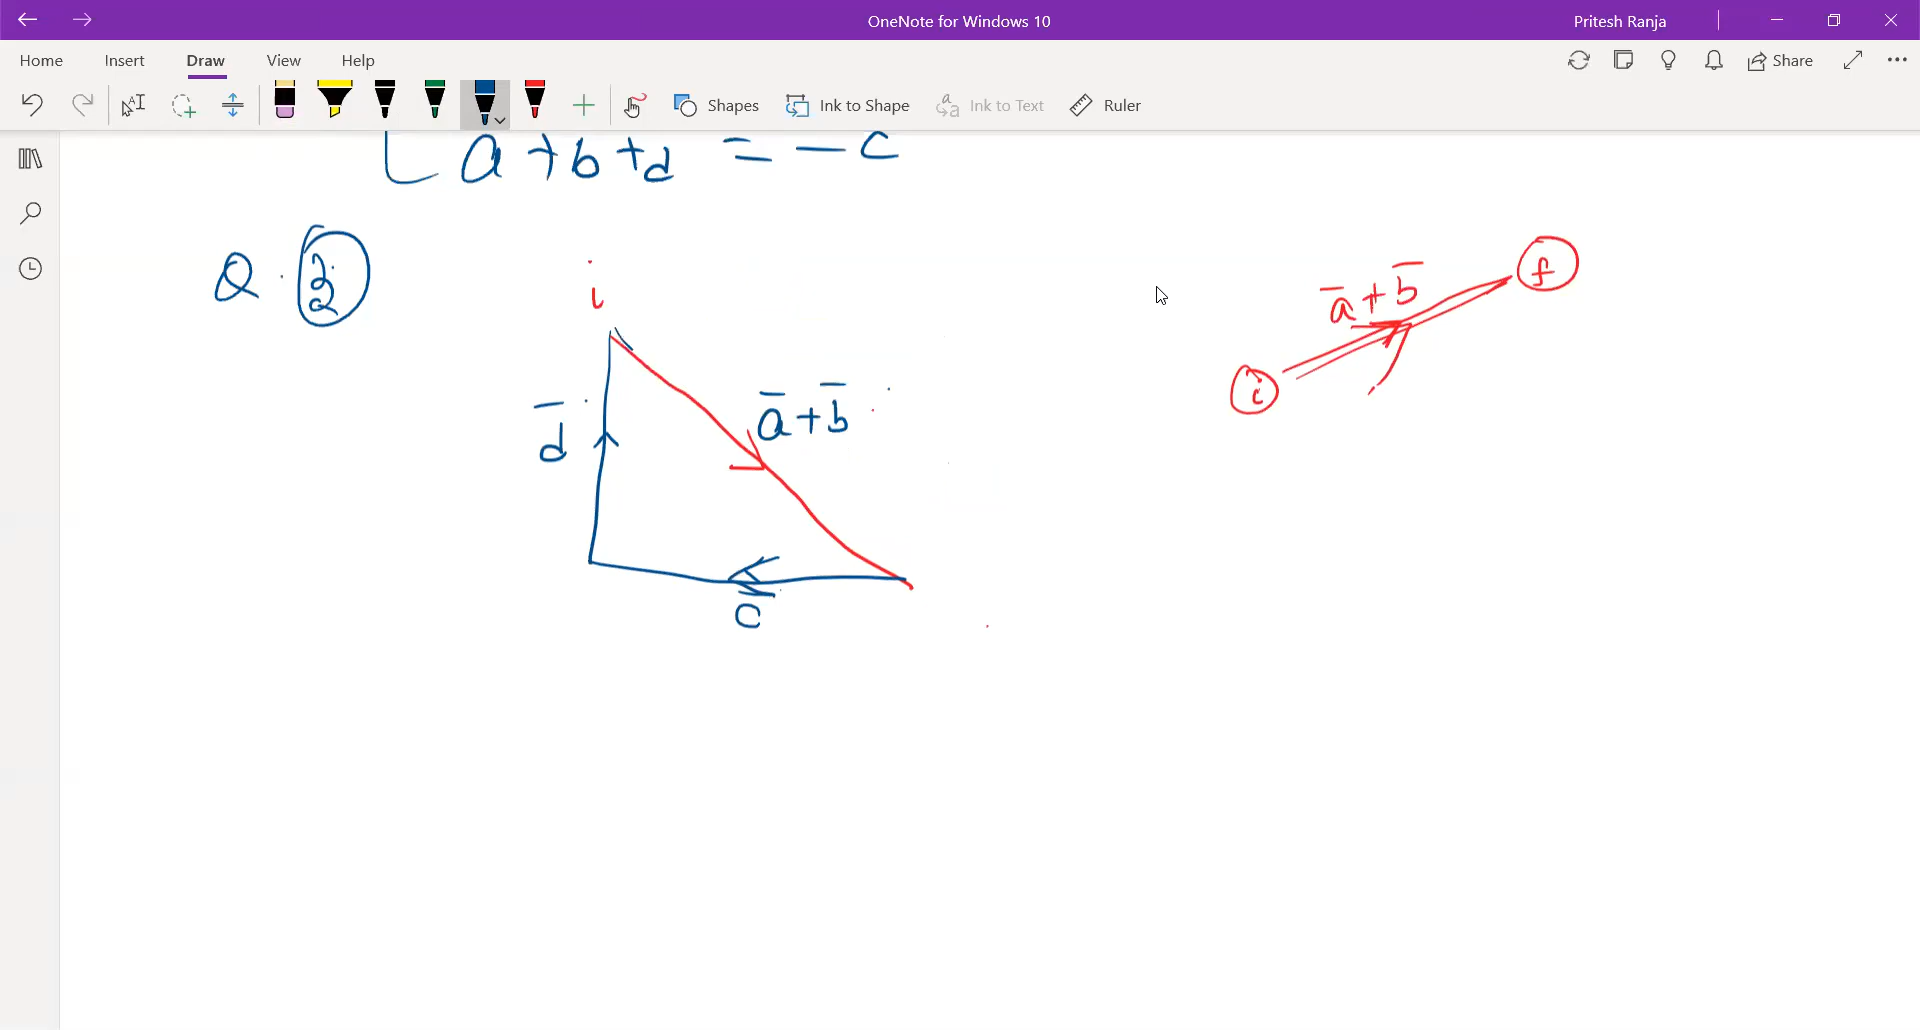 OneNote for Windows 10
Pritesh Ranja
Home Insert Draw View Help
Share
Shapes Ink to Shape Ink to Text Ruler
a + b + d = - c
Q. 2
i
d̅
a̅ + b̅
c
a̅ + b̅
i
f